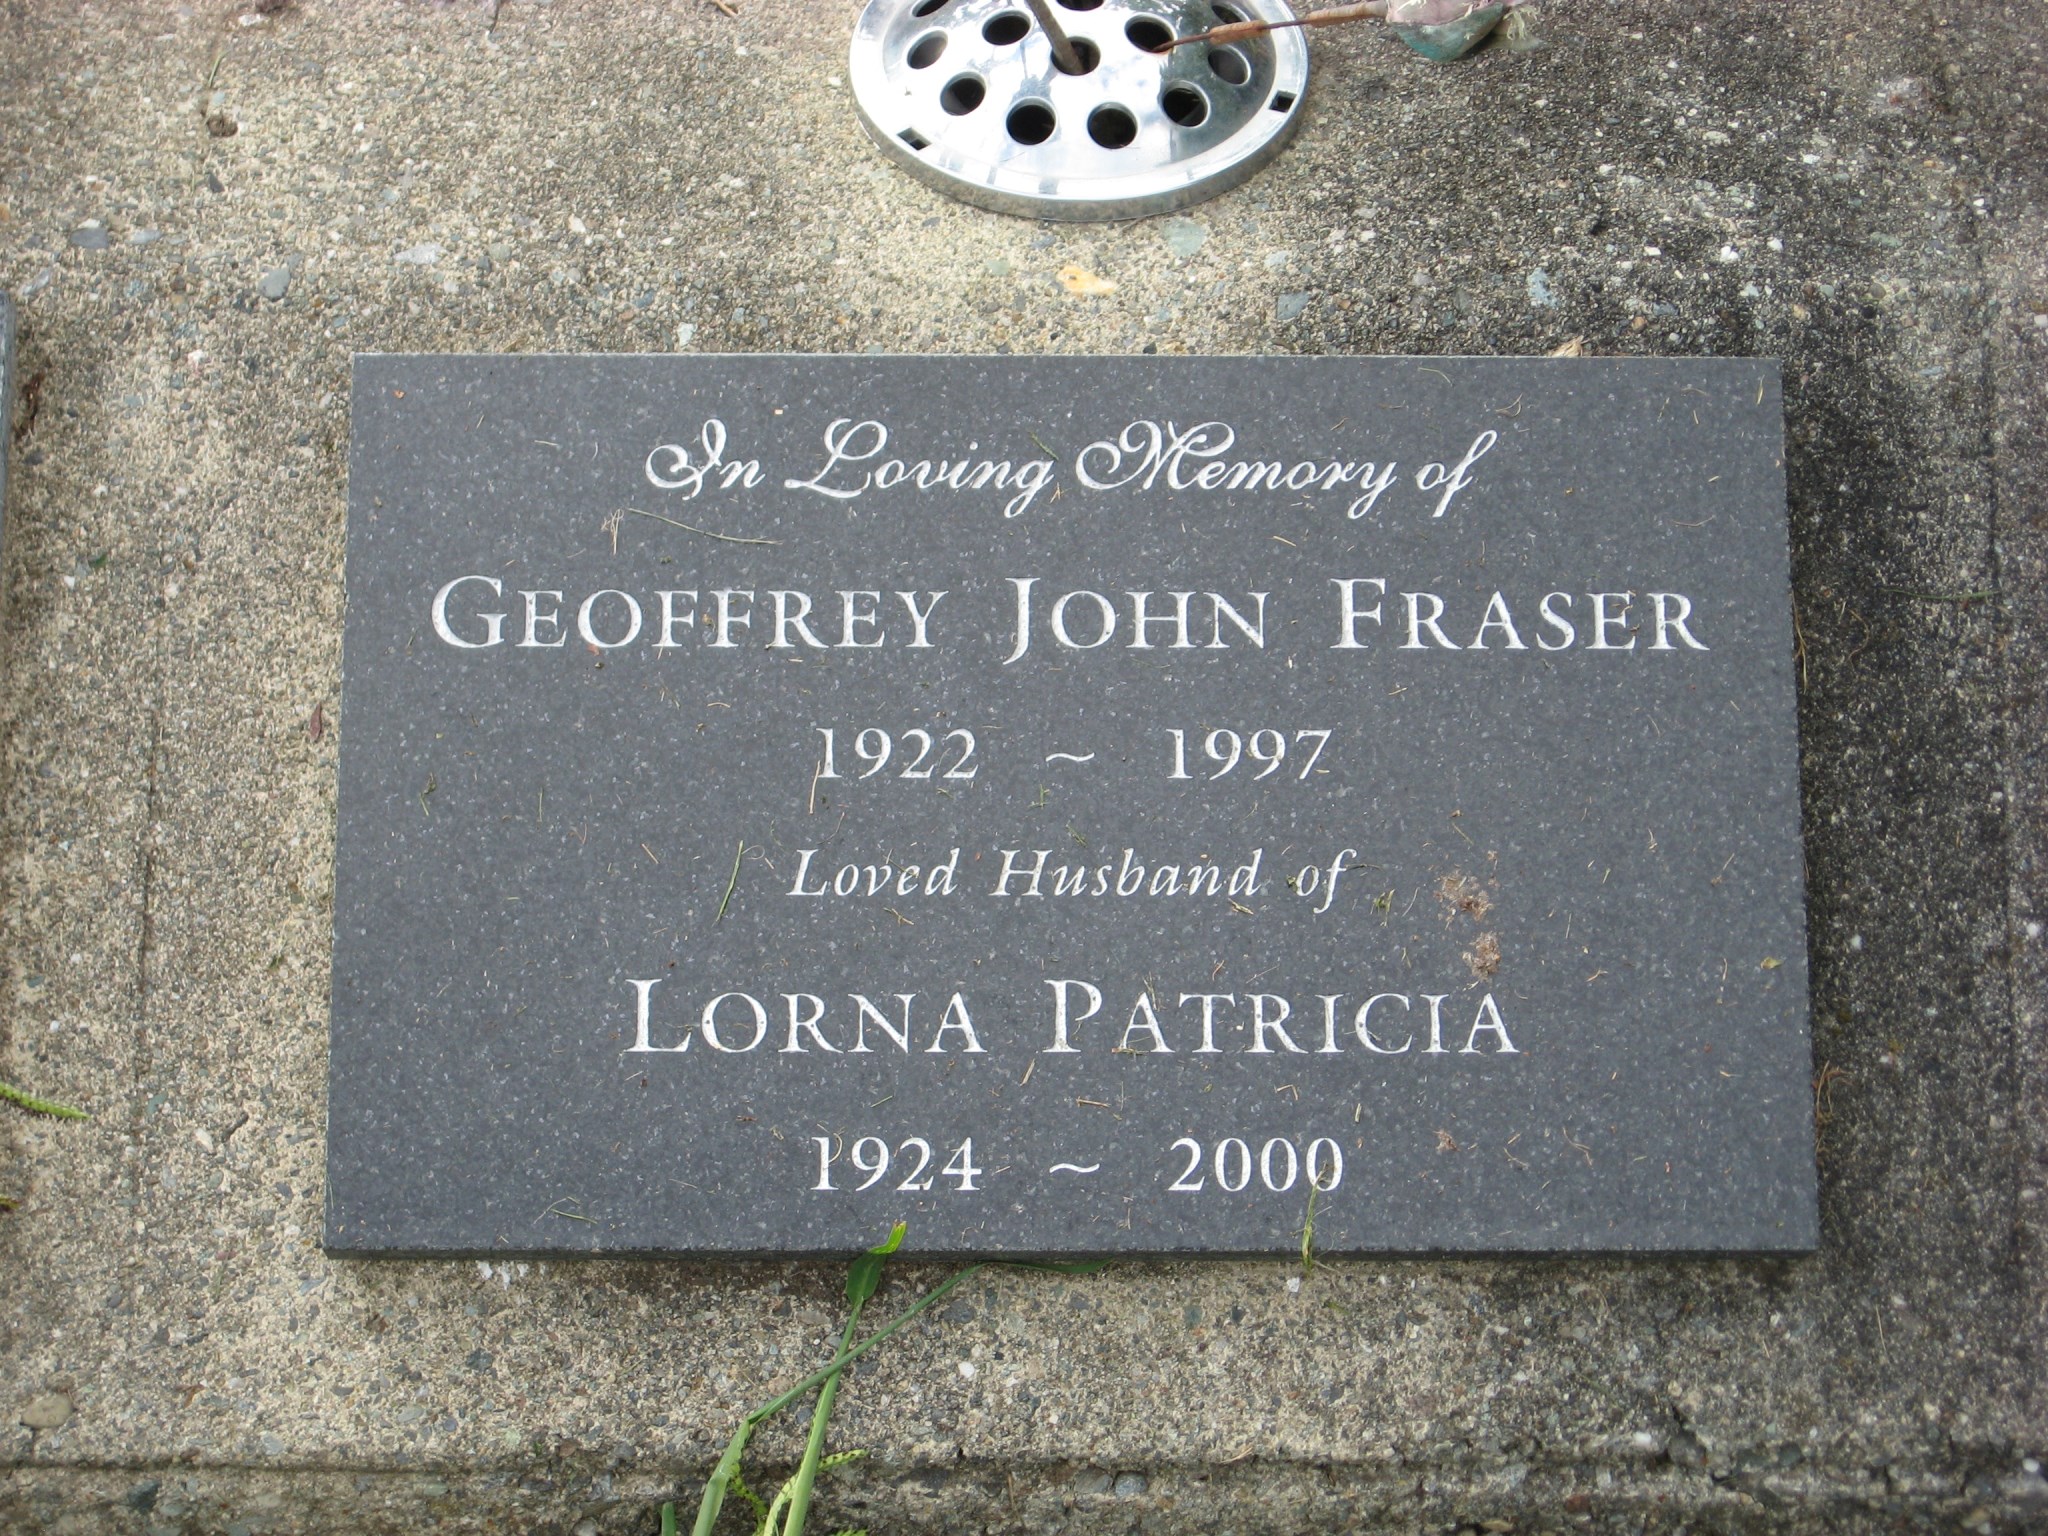 In Loving Memory of
GEOFFREY JOHN FRASER
1922 ~ 1997
Loved Husband of
LORNA PATRICIA
1924 ~ 2000